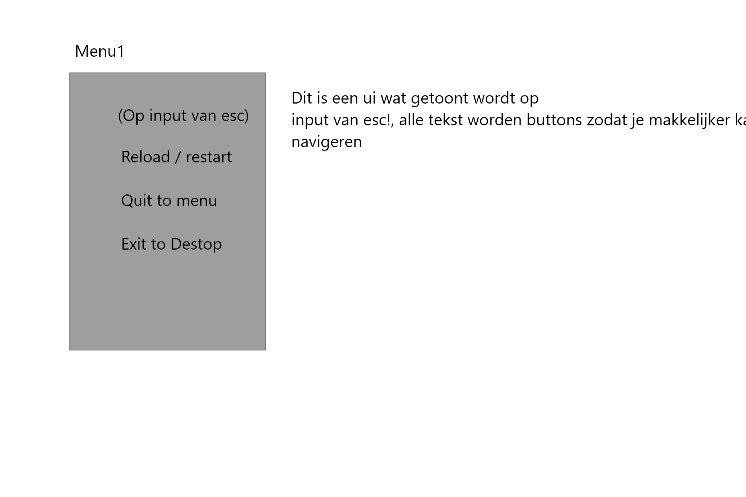 Menu1
(Op input van esc)
Reload / restart
Quit to menu
Exit to Destop
Dit is een ui wat getoont wordt op
input van esc!, alle tekst worden buttons zodat je makkelijker
navigeren